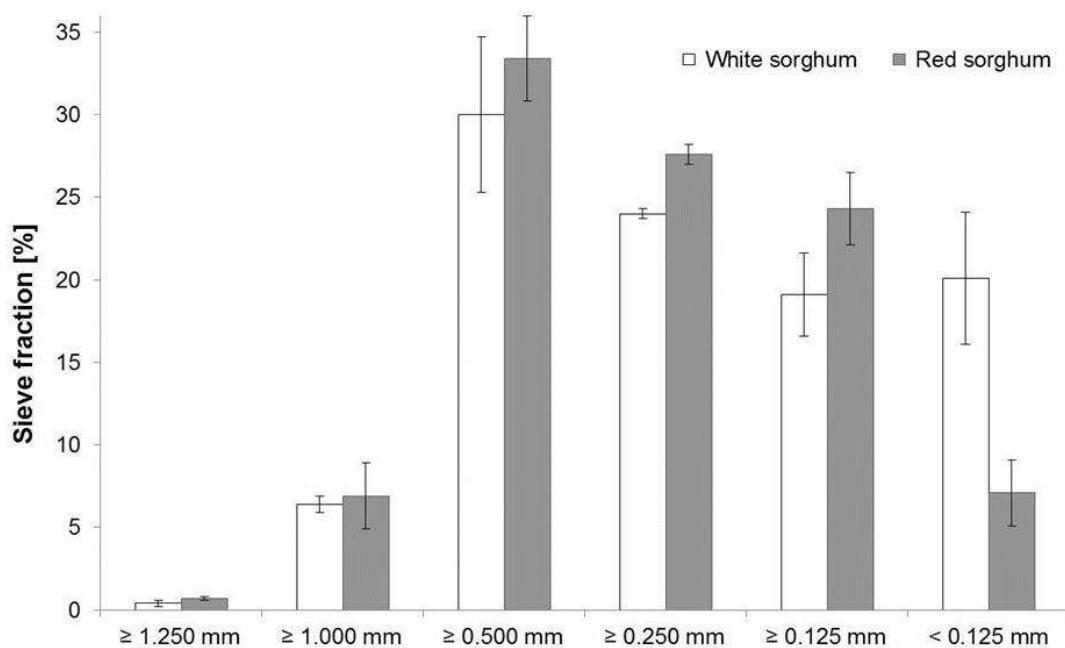 35
White sorghum
Red sorghum
30
25
20
15
10
5
0
Sieve fraction [%]
≥ 1.250 mm
≥ 1.000 mm
≥ 0.500 mm
≥ 0.250 mm
≥ 0.125 mm
< 0.125 mm